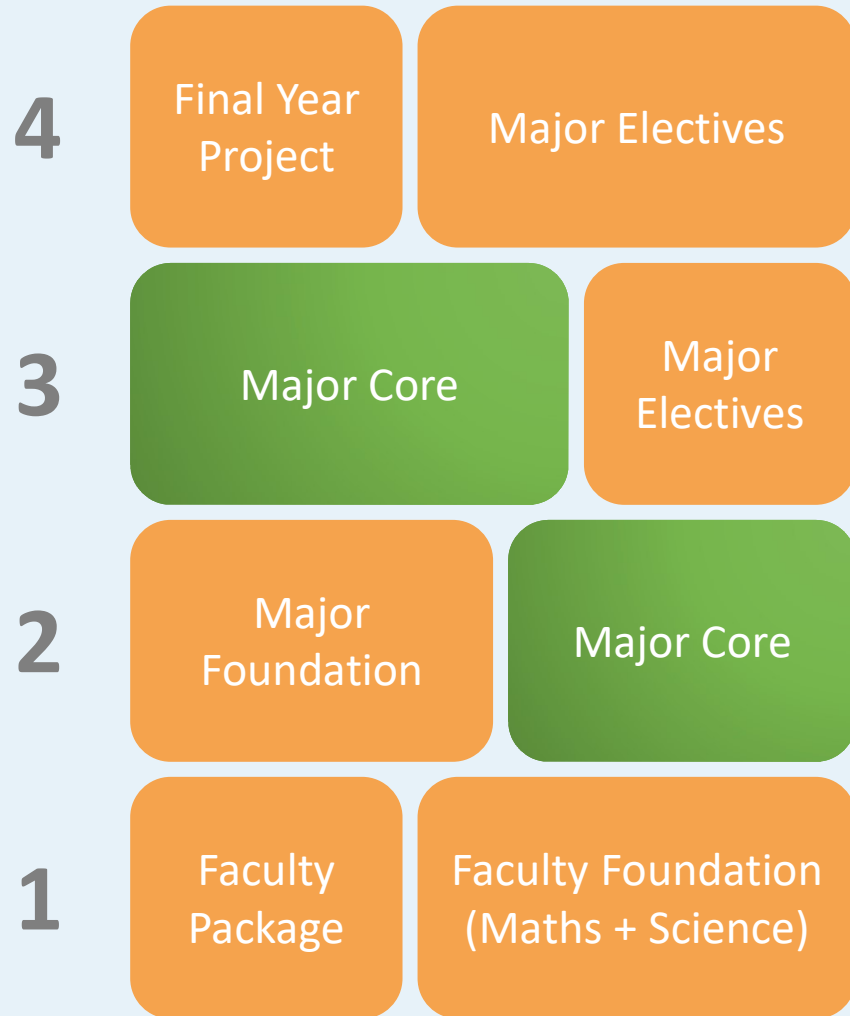 4
Final Year
Project
Major Electives
3
Major Core
Major
Electives
2
Major
Foundation
Major Core
1
Faculty
Package
Faculty Foundation
(Maths + Science)